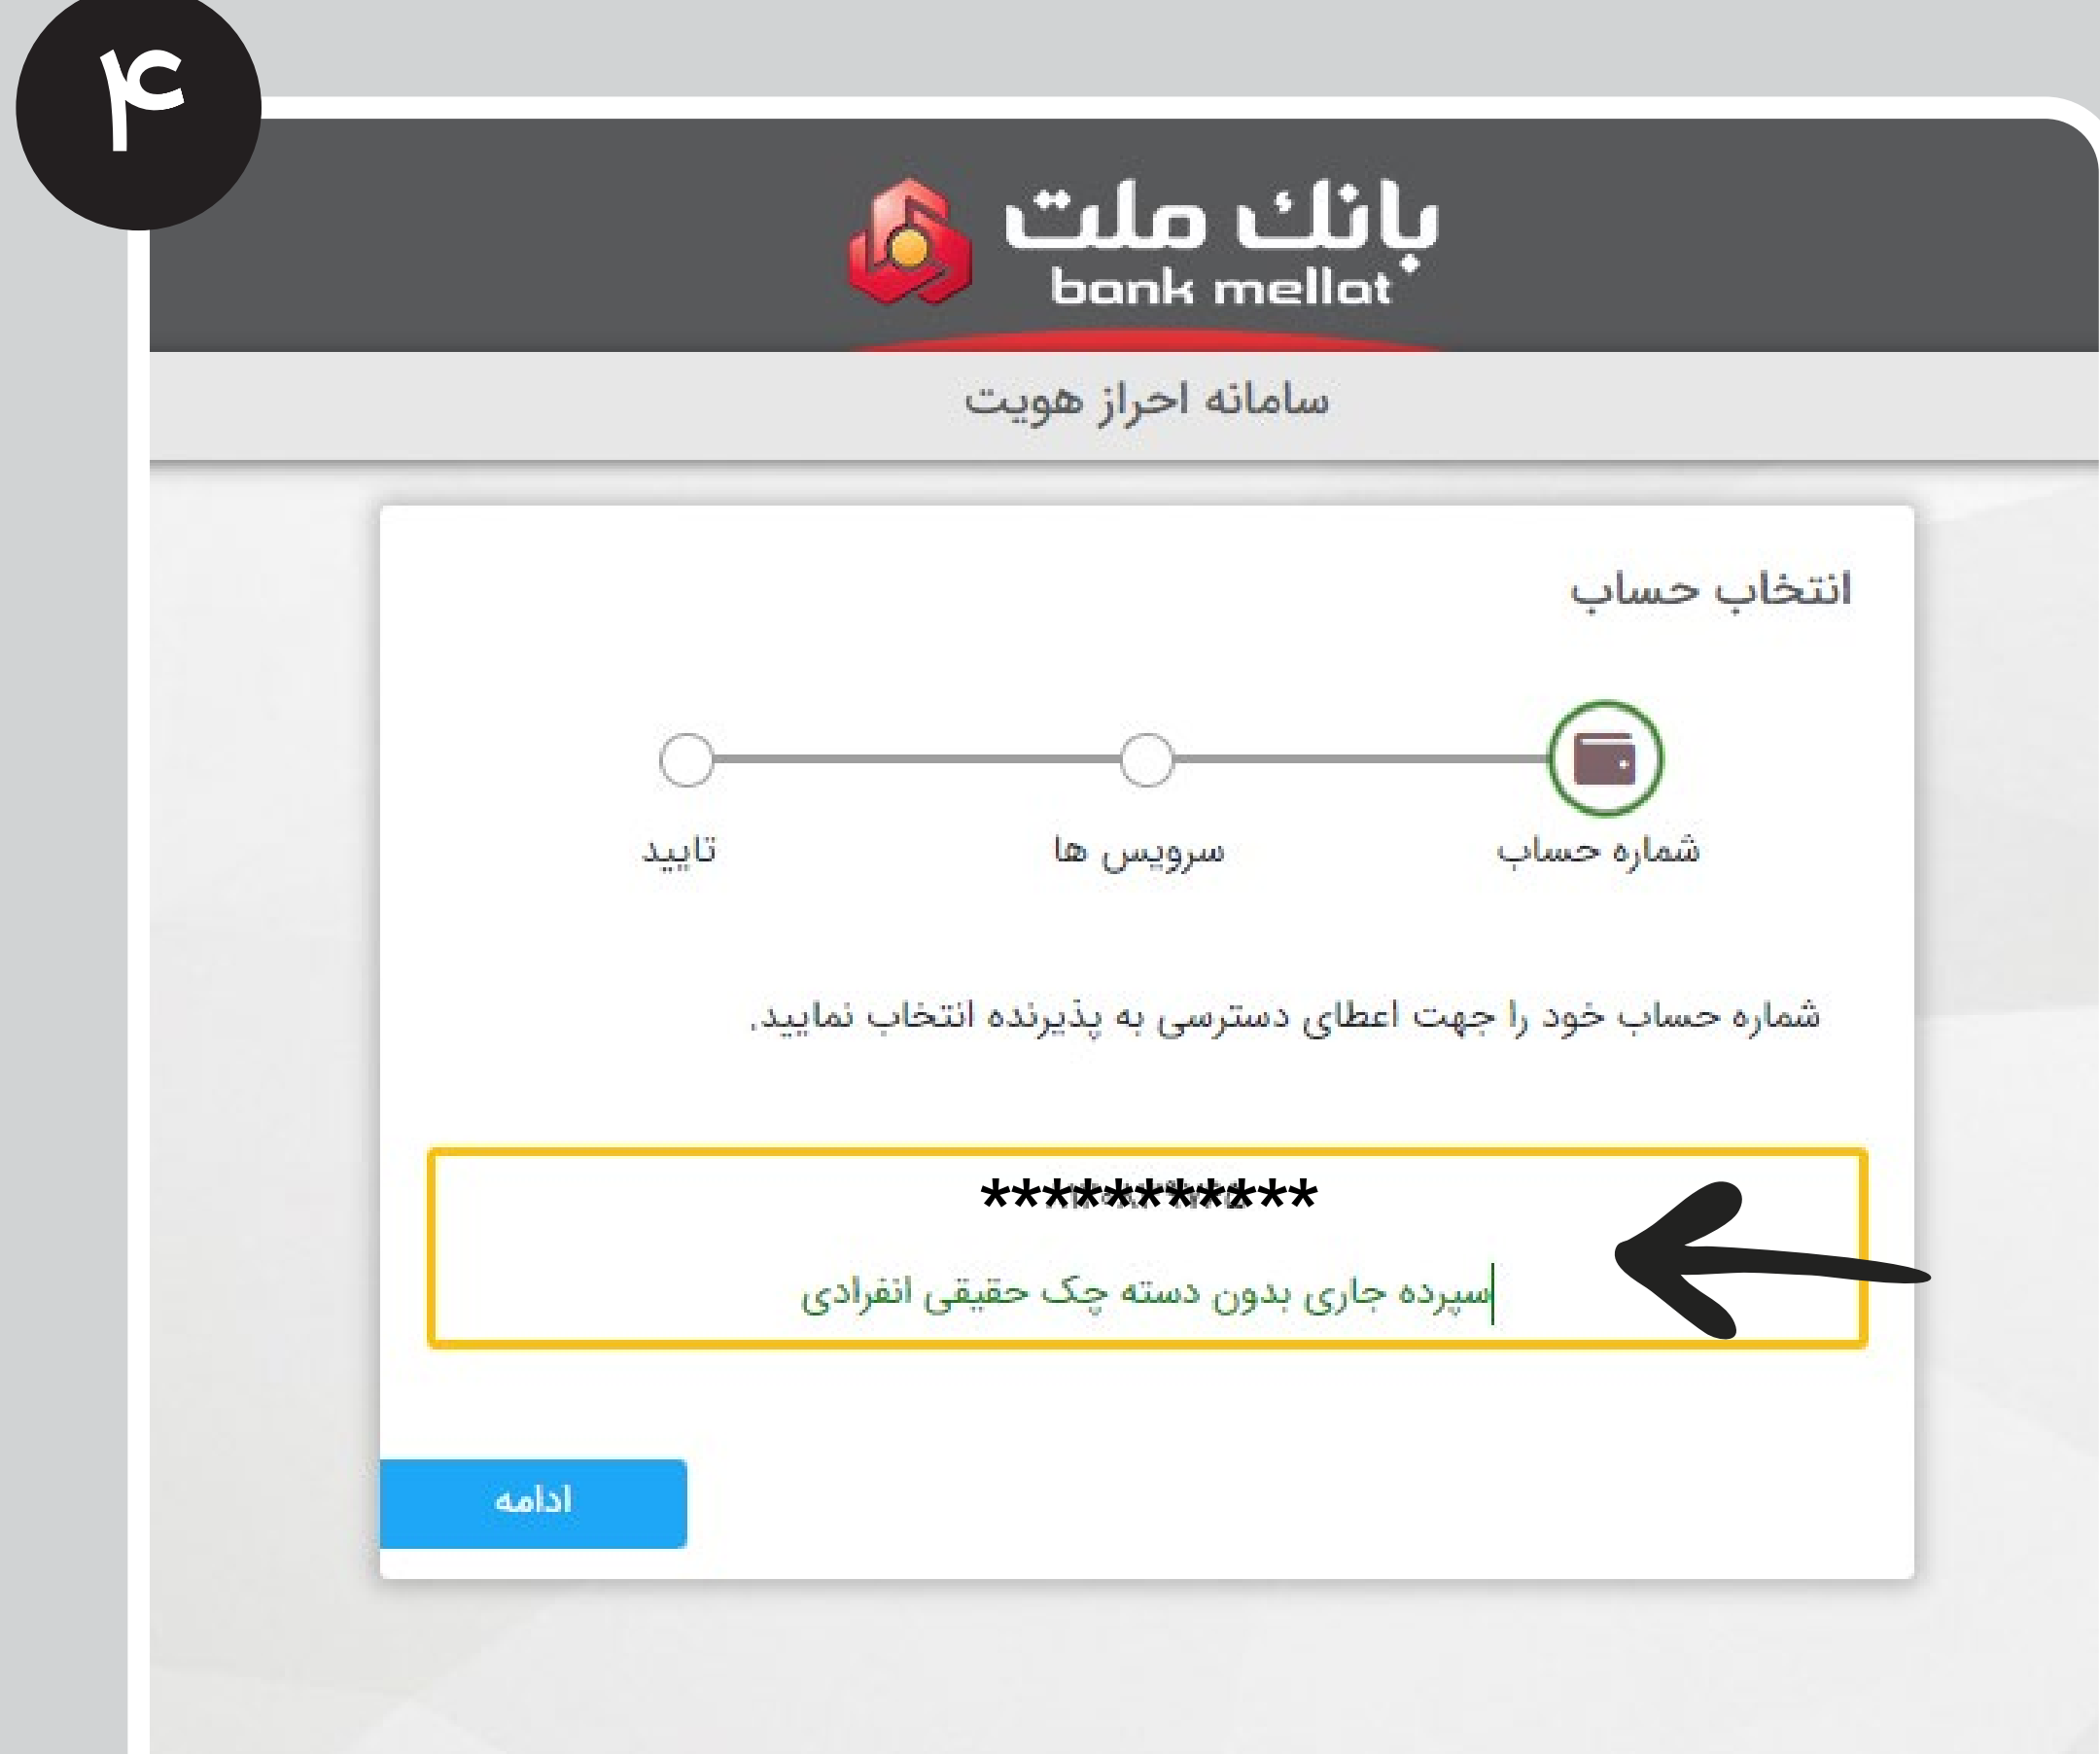 ۴
بانك ملت
bank mellat
سامانه احراز هویت
انتخاب حساب
شماره حساب
سرویس ها
تایید
شماره حساب خود را جهت اعطای دسترسی به پذیرنده انتخاب نمایید.
***********
سپرده جاری بدون دسته چک حقیقی انفرادی
ادامه